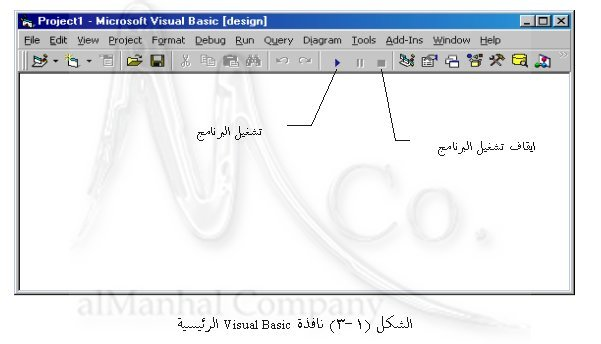 Project1 - Microsoft Visual Basic [design]
File Edit View Project Format Debug Run Query Diagram Tools Add-Ins Window Help
تشغيل البرنامج
ايقاف تشغيل البرنامج
Co.
alManhal Company
الشكل (١-٣) نافذة Visual Basic الرئيسية